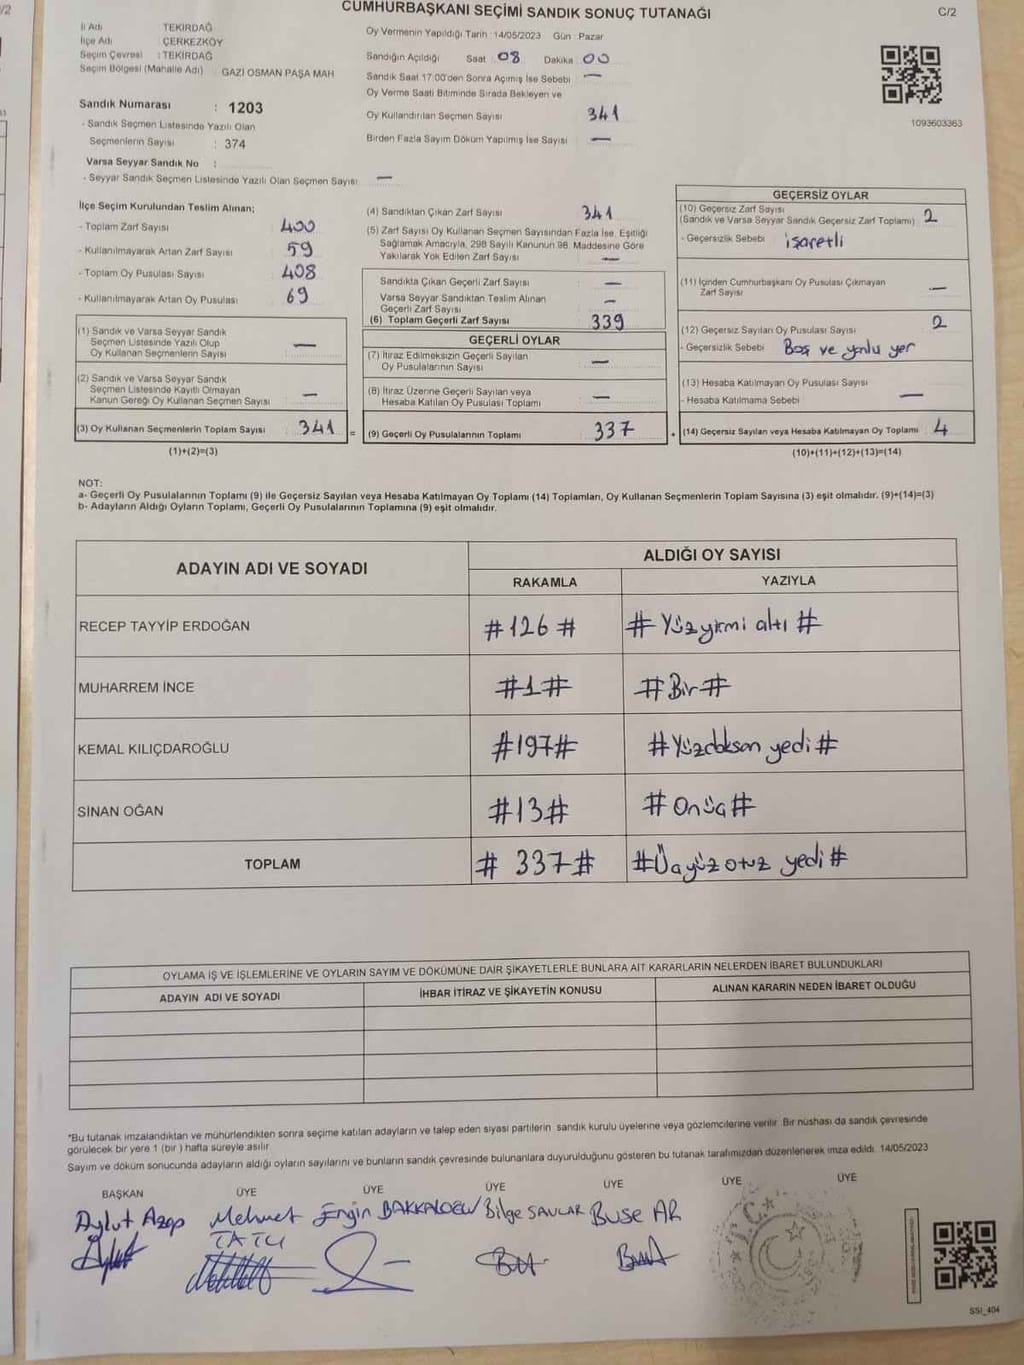 CUMHURBAŞKANI SEÇİMİ SANDIK SONUÇ TUTANAĞI
C/2
İl Adı TEKİRDAĞ
İlçe Adı ÇERKEZKÖY
Seçim Çevresi : TEKİRDAĞ
Seçim Bölgesi (Mahalle Adı) : GAZİ OSMAN PAŞA MAH
Sandık Numarası : 1203
- Sandık Seçmen Listesinde Yazılı Olan
Seçmenlerin Sayısı : 374
Varsa Seyyar Sandık No :
- Seyyar Sandık Seçmen Listesinde Yazılı Olan Seçmen Sayısı : —
Oy Vermenin Yapıldığı Tarih : 14/05/2023 Gün : Pazar
Sandığın Açıldığı Saat : 08 Dakika : 00
Sandık Saat 17:00'den Sonra Açımış İse Sebebi —
Oy Verme Saati Bitiminde Sırada Bekleyen ve
Oy Kullandırılan Seçmen Sayısı 341
Birden Fazla Sayım Döküm Yapılmış İse Sayısı —
1093603363
İlçe Seçim Kurulundan Teslim Alınan;
- Toplam Zarf Sayısı 400
- Kullanılmayarak Artan Zarf Sayısı 59
- Toplam Oy Pusulası Sayısı 408
- Kullanılmayarak Artan Oy Pusulası 69
(1) Sandık ve Varsa Seyyar Sandık
Seçmen Listesinde Yazılı Olup
Oy Kullanan Seçmenlerin Sayısı —
(2) Sandık ve Varsa Seyyar Sandık
Seçmen Listesinde Kayıtlı Olmayan
Kanun Gereği Oy Kullanan Seçmen Sayısı —
(3) Oy Kullanan Seçmenlerin Toplam Sayısı 341 =
(1)+(2)=(3)
(4) Sandıktan Çıkan Zarf Sayısı 341
(5) Zarf Sayısı Oy Kullanan Seçmen Sayısından Fazla İse, Eşitliği
Sağlamak Amacıyla, 298 Sayılı Kanunun 98. Maddesine Göre
Yakılarak Yok Edilen Zarf Sayısı —
Sandıkta Çıkan Geçerli Zarf Sayısı —
Varsa Seyyar Sandıktan Teslim Alınan
Geçerli Zarf Sayısı —
(6) Toplam Geçerli Zarf Sayısı 339
GEÇERLİ OYLAR
(7) İtiraz Edilmeksizin Geçerli Sayılan
Oy Pusulalarının Sayısı —
(8) İtiraz Üzerine Geçerli Sayılan veya
Hesaba Katılan Oy Pusulası Toplamı —
(9) Geçerli Oy Pusulalarının Toplamı 337 +
GEÇERSİZ OYLAR
(10) Geçersiz Zarf Sayısı 2
(Sandık ve Varsa Seyyar Sandık Geçersiz Zarf Toplamı)
- Geçersizlik Sebebi işaretli
(11) İçinden Cumhurbaşkanı Oy Pusulası Çıkmayan
Zarf Sayısı —
(12) Geçersiz Sayılan Oy Pusulası Sayısı 2
- Geçersizlik Sebebi Boş ve
(13) Hesaba Katılmayan Oy Pusulası Sayısı
- Hesaba Katılmama Sebebi —
(14) Geçersiz Sayılan veya Hesaba Katılmayan Oy Toplamı 4
(10)+(11)+(12)+(13)=(14)
NOT:
a- Geçerli Oy Pusulalarının Toplamı (9) ile Geçersiz Sayılan veya Hesaba Katılmayan Oy Toplamı (14) Toplamları, Oy Kullanan Seçmenlerin Toplam Sayısına (3) eşit olmalıdır. (9)+(14)=(3)
b- Adayların Aldığı Oyların Toplamı, Geçerli Oy Pusulalarının Toplamına (9) eşit olmalıdır.
ADAYIN ADI VE SOYADI ALDIĞI OY SAYISI
RAKAMLA YAZIYLA
RECEP TAYYİP ERDOĞAN #126# #Yüzyirmi altı#
MUHARREM İNCE #1# #Bir#
KEMAL KILIÇDAROĞLU #197# #Yüzdoksan yedi#
SİNAN OĞAN #13# #Onüç#
TOPLAM #337# #Üçyüz otuz yedi#
OYLAMA İŞ VE İŞLEMLERİNE VE OYLARIN SAYIM VE DÖKÜMÜNE DAİR ŞİKAYETLERLE BUNLARA AİT KARARLARIN NELERDEN İBARET BULUNDUKLARI
ADAYIN ADI VE SOYADI İHBAR İTİRAZ VE ŞİKAYETİN KONUSU ALINAN KARARIN NEDEN İBARET OLDUĞU
*Bu tutanak imzalandıktan ve mühürlendikten sonra seçime katılan adayların ve talep eden siyasi partilerin sandık kurulu üyelerine veya gözlemcilerine verilir. Bir nüshası da sandık çevresinde
görülecek bir yere 1 (bir) hafta süreyle asılır.
Sayım ve döküm sonucunda adayların aldığı oyların sayılarını ve bunların sandık çevresinde bulunanlara duyurulduğunu gösteren bu tutanak tarafımızdan düzenlenerek imza edildi. 14/05/2023
BAŞKAN ÜYE ÜYE ÜYE ÜYE ÜYE ÜYE
Mehmet Engin Bilge BUSE AR
T.C.
SSI_404